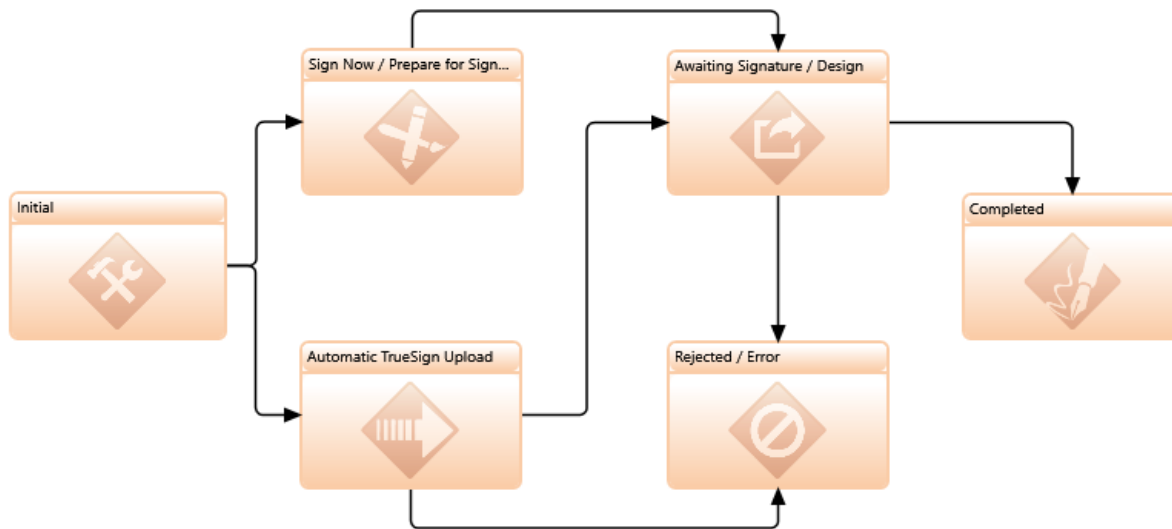 Sign Now / Prepare for Sign...
Awaiting Signature / Design
Initial
Completed
Automatic TrueSign Upload
Rejected / Error